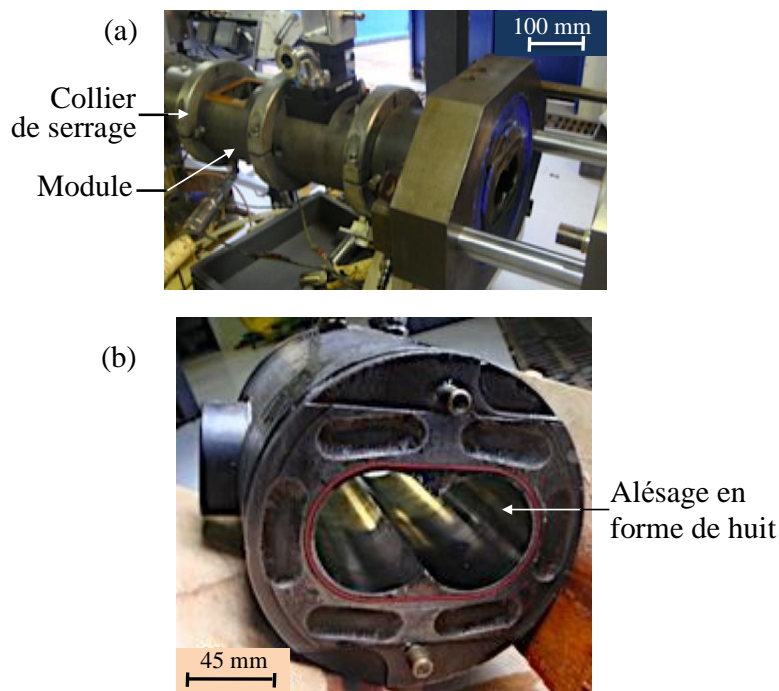 (a)
100 mm
Collier
de serrage
Module
(b)
Alésage en
forme de huit
45 mm